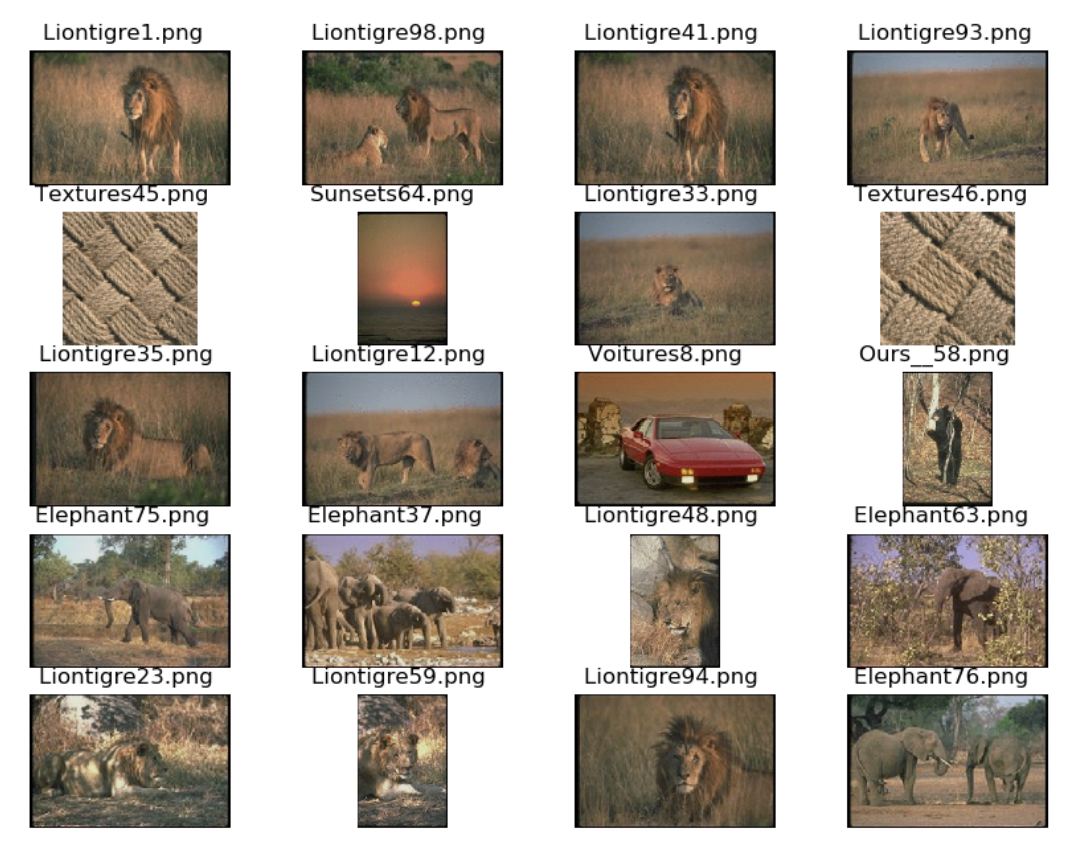 Liontigre1.png Liontigre98.png Liontigre41.png Liontigre93.png
Textures45.png Sunsets64.png Liontigre33.png Textures46.png
Liontigre35.png Liontigre12.png Voitures8.png Ours__58.png
Elephant75.png Elephant37.png Liontigre48.png Elephant63.png
Liontigre23.png Liontigre59.png Liontigre94.png Elephant76.png